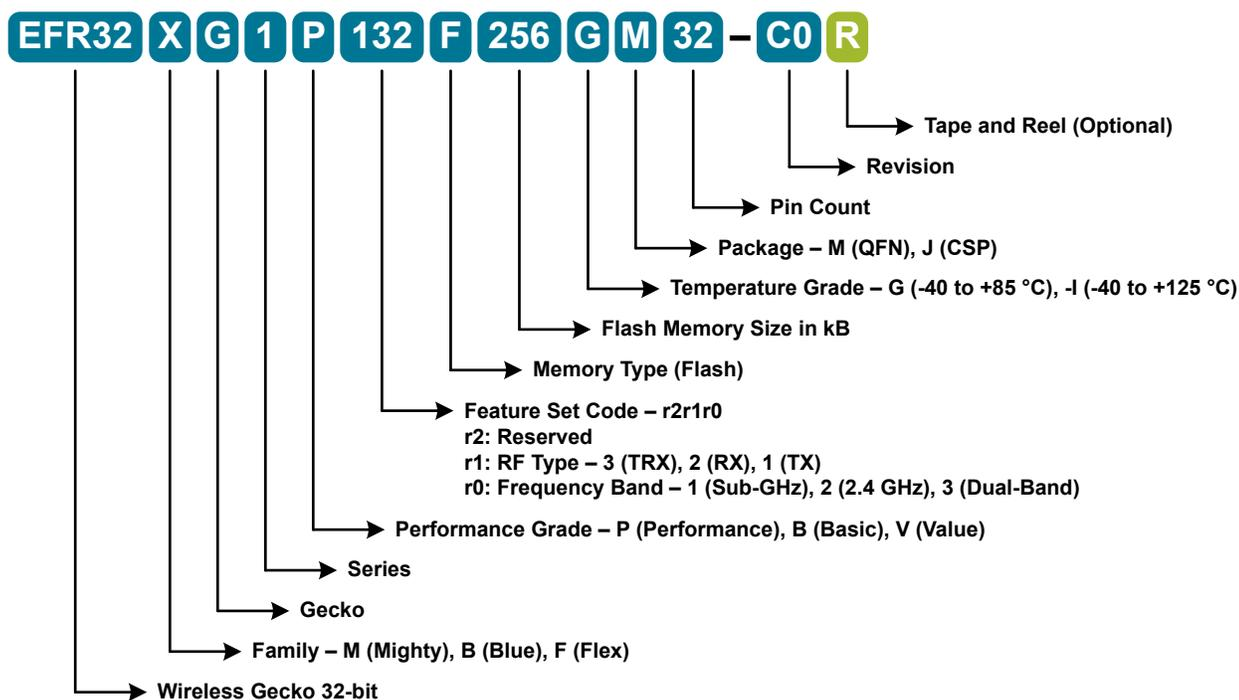 EFR32 X G 1 P 132 F 256 G M 32 – C0 R
Tape and Reel (Optional)
Revision
Pin Count
Package – M (QFN), J (CSP)
Temperature Grade – G (-40 to +85 °C), -I (-40 to +125 °C)
Flash Memory Size in kB
Memory Type (Flash)
Feature Set Code – r2r1r0
r2: Reserved
r1: RF Type – 3 (TRX), 2 (RX), 1 (TX)
r0: Frequency Band – 1 (Sub-GHz), 2 (2.4 GHz), 3 (Dual-Band)
Performance Grade – P (Performance), B (Basic), V (Value)
Series
Gecko
Family – M (Mighty), B (Blue), F (Flex)
Wireless Gecko 32-bit